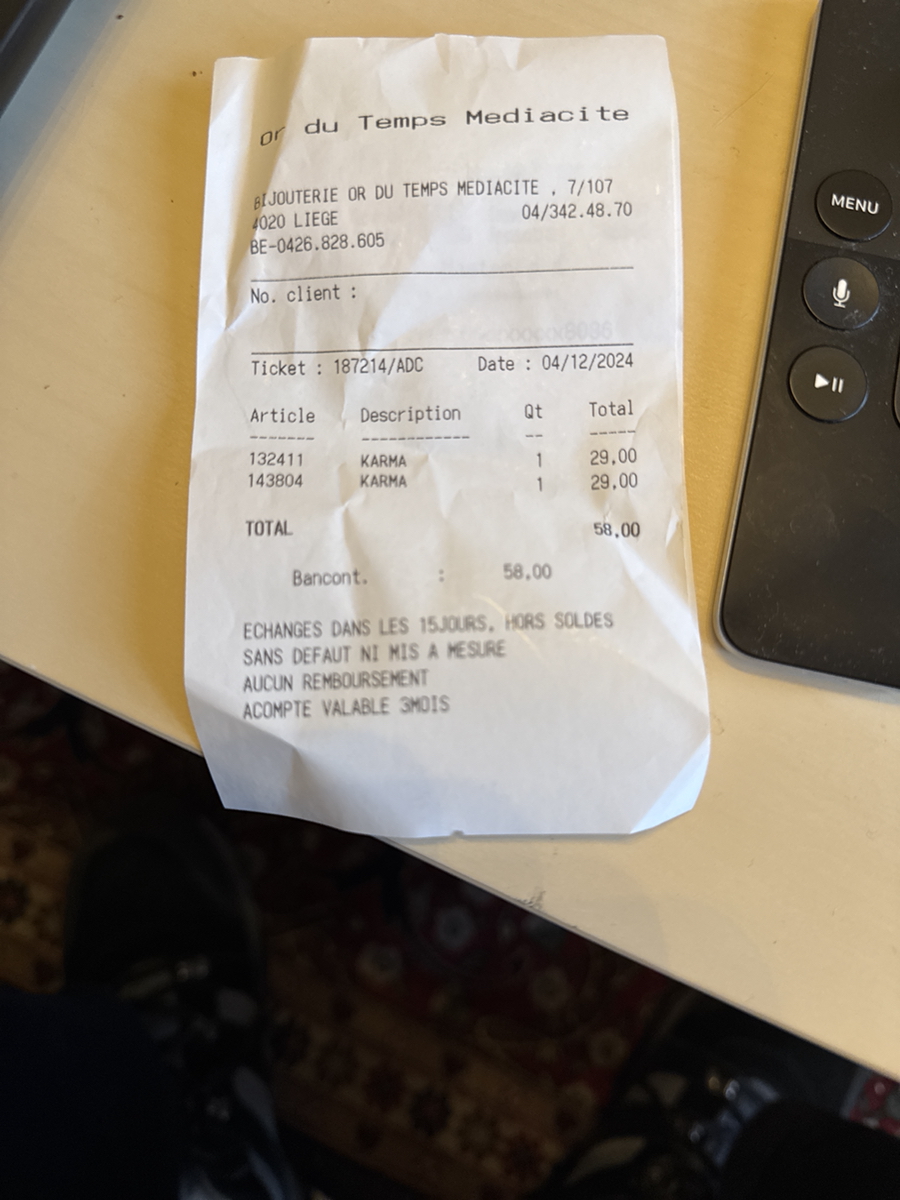 Or du Temps Mediacite
BIJOUTERIE OR DU TEMPS MEDIACITE , 7/107
4020 LIEGE 04/342.48.70
BE-0426.828.605
No. client :
Ticket : 187214/ADC Date : 04/12/2024
Article Description Qt Total
------- ------------ -- -----
132411 KARMA 1 29,00
143804 KARMA 1 29,00
TOTAL 58,00
Bancont. : 58,00
ECHANGES DANS LES 15JOURS, HORS SOLDES
SANS DEFAUT NI MIS A MESURE
AUCUN REMBOURSEMENT
ACOMPTE VALABLE 3MOIS
MENU